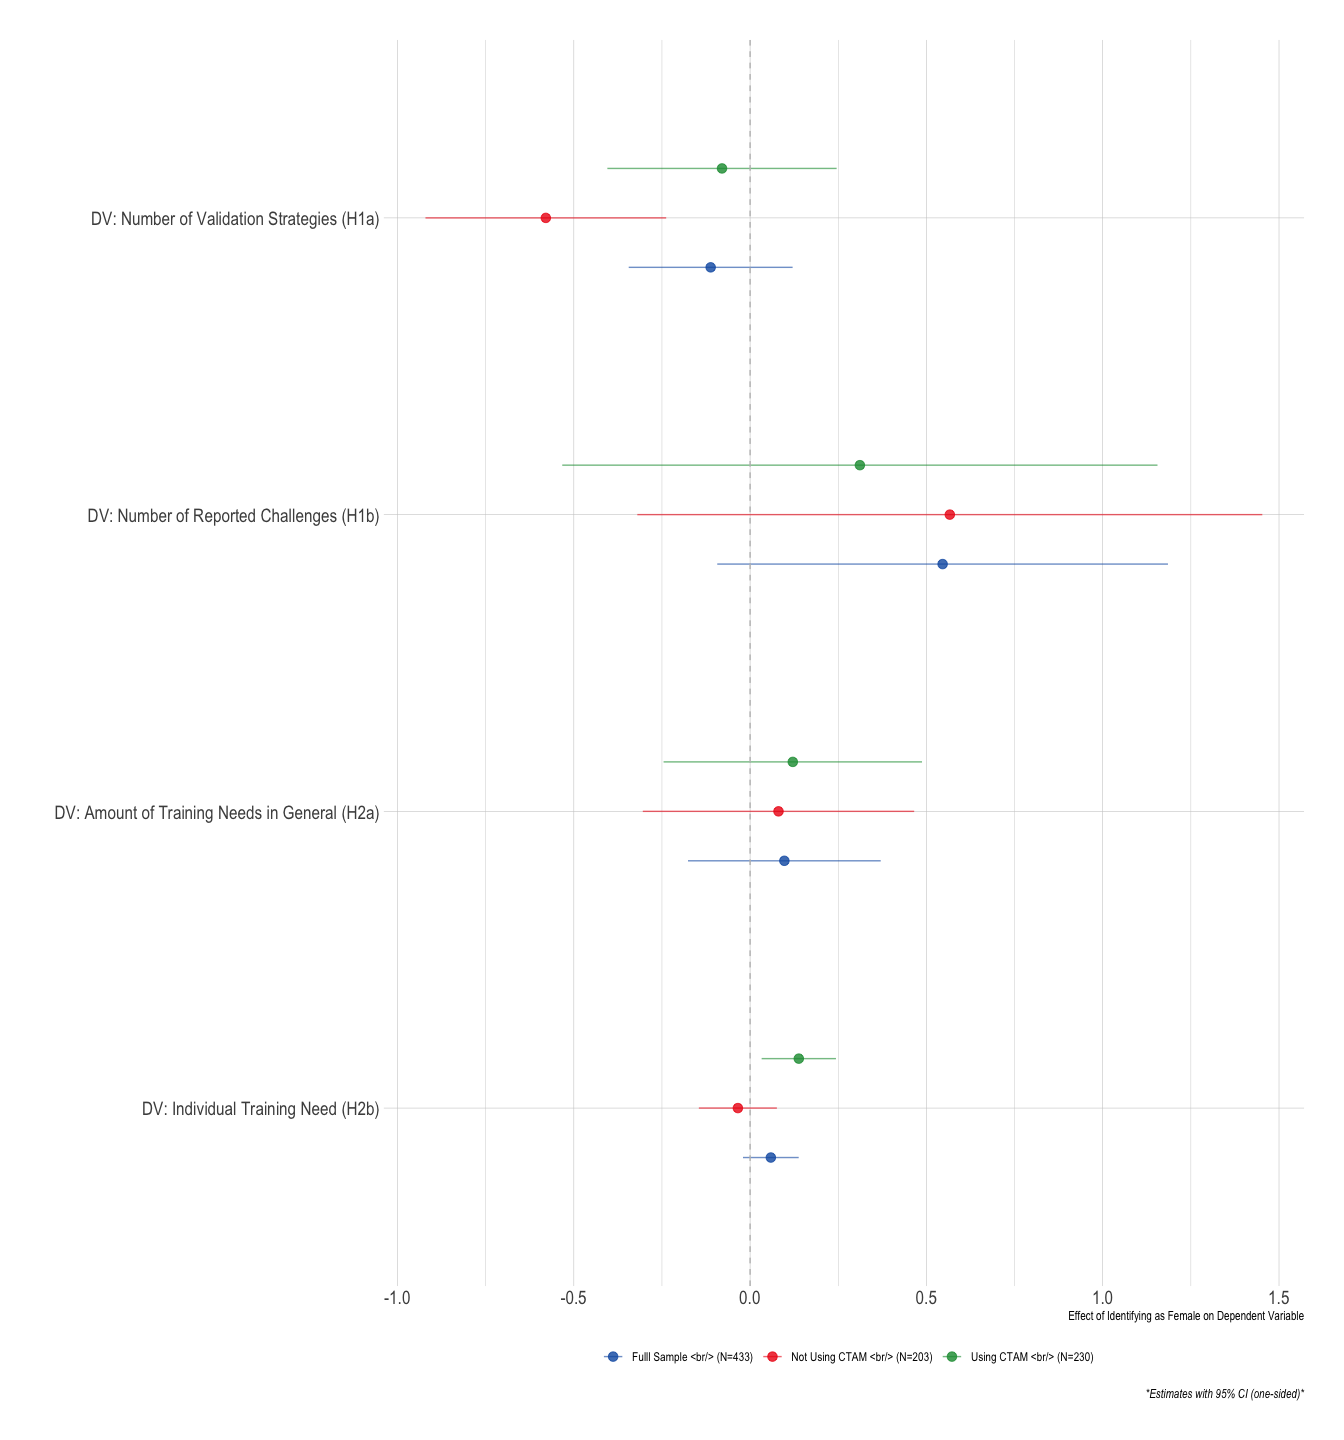 DV: Number of Validation Strategies (H1a)
DV: Number of Reported Challenges (H1b)
DV: Amount of Training Needs in General (H2a)
DV: Individual Training Need (H2b)
-1.0 -0.5 0.0 0.5 1.0 1.5
Effect of Identifying as Female on Dependent Variable
Fulll Sample <br/> (N=433) Not Using CTAM <br/> (N=203) Using CTAM <br/> (N=230)
*Estimates with 95% CI (one-sided)*